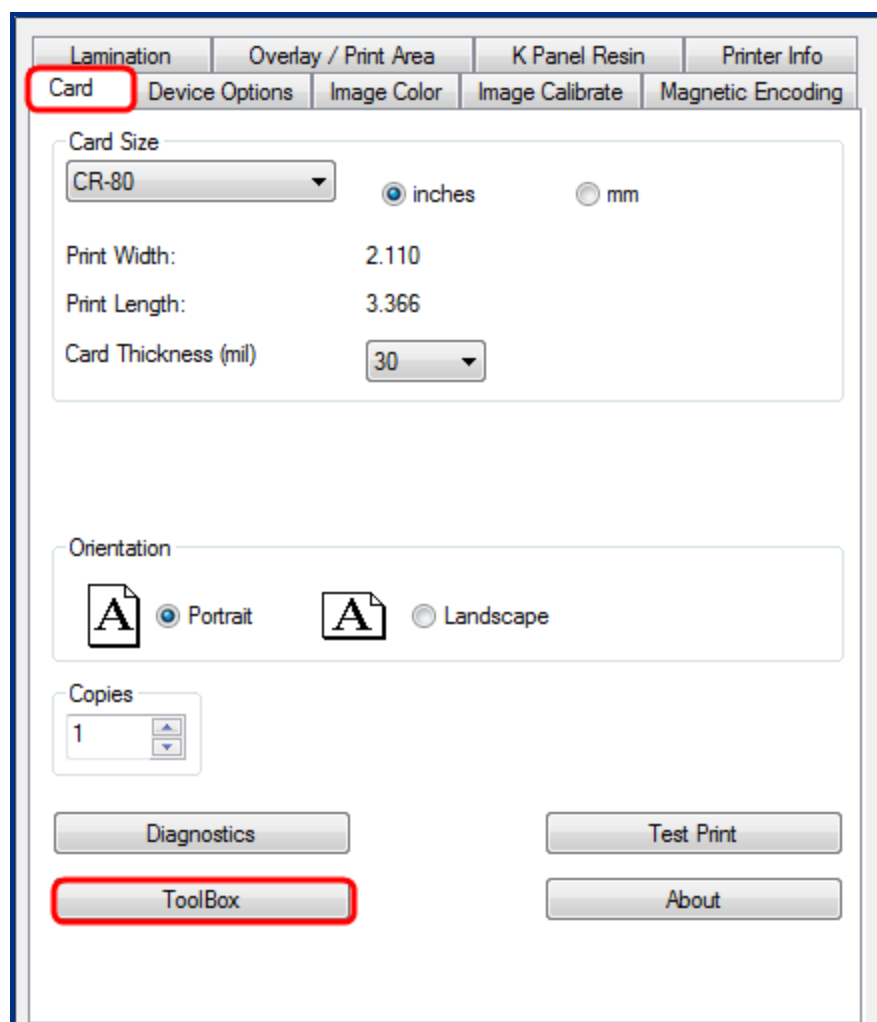 Lamination Overlay / Print Area K Panel Resin Printer Info
Card Device Options Image Color Image Calibrate Magnetic Encoding
Card Size
CR-80 inches mm
Print Width: 2.110
Print Length: 3.366
Card Thickness (mil) 30
Orientation
A Portrait A Landscape
Copies
1
Diagnostics Test Print
ToolBox About